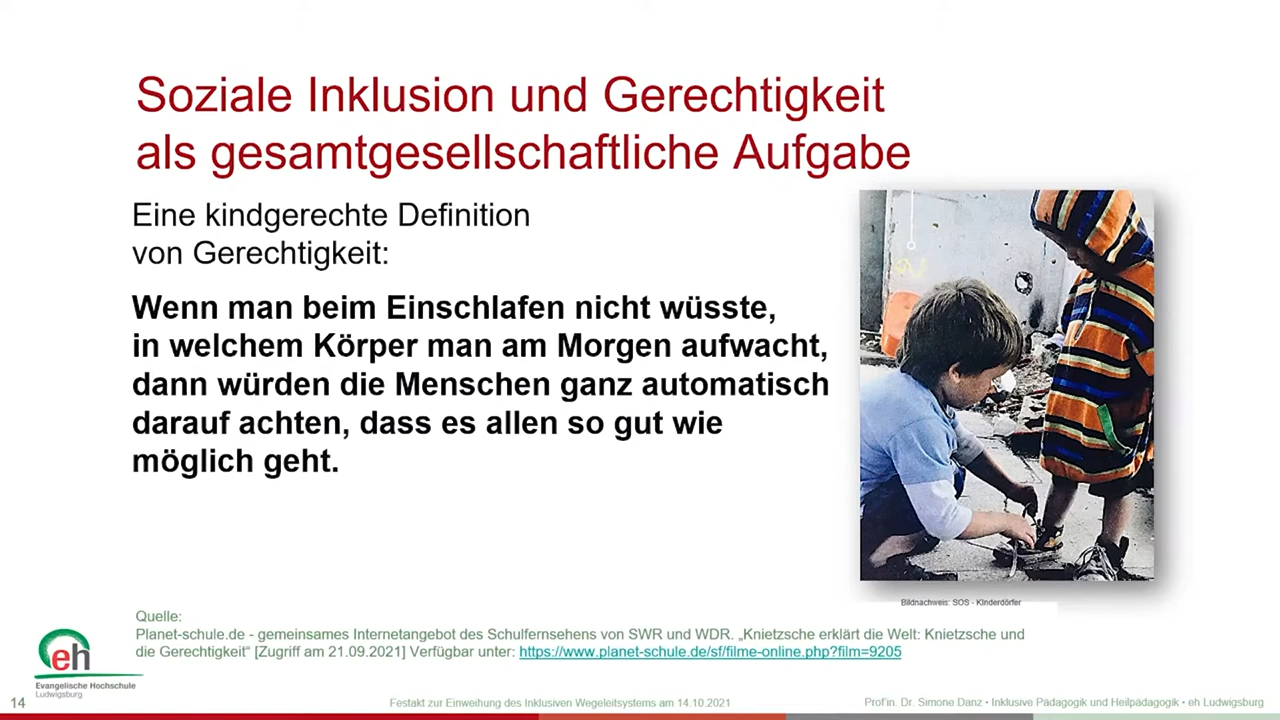 Soziale Inklusion und Gerechtigkeit
als gesamtgesellschaftliche Aufgabe
Eine kindgerechte Definition
von Gerechtigkeit:
Wenn man beim Einschlafen nicht wüsste,
in welchem Körper man am Morgen aufwacht,
dann würden die Menschen ganz automatisch
darauf achten, dass es allen so gut wie
möglich geht.
Bildnachweis: SOS - KInderdörfer
Quelle:
Planet-schule.de - gemeinsames Internetangebot des Schulfernsehens von SWR und WDR. „Knietzsche erklärt die Welt: Knietzsche und
die Gerechtigkeit“ [Zugriff am 21.09.2021] Verfügbar unter: https://www.planet-schule.de/sf/filme-online.php?film=9205
eh
Evangelische Hochschule
Ludwigsburg
14
Festakt zur Einweihung des Inklusiven Wegeleitsystems am 14.10.2021
Prof'in. Dr. Simone Danz • Inklusive Pädagogik und Heilpädagogik • eh Ludwigsburg